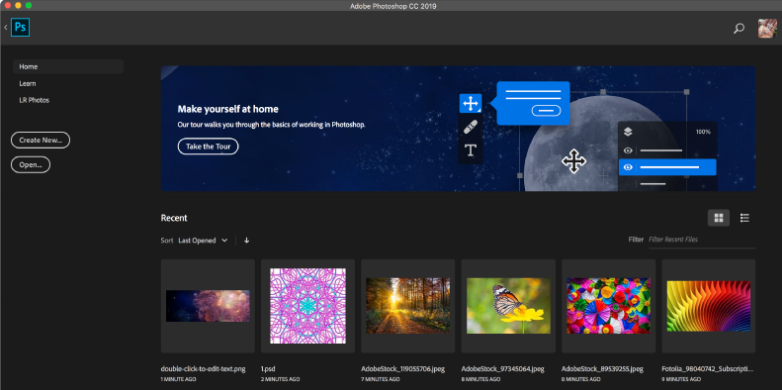 Adobe Photoshop CC 2019
Ps
Home
Learn
LR Photos
Create New...
Open...
Make yourself at home
Our tour walks you through the basics of working in Photoshop.
Take the Tour
T
100%
Recent
Sort Last Opened
Filter Filter Recent Files
double-click-to-edit-text.png
1 MINUTE AGO
1.psd
2 MINUTES AGO
AdobeStock_119055706.jpeg
7 MINUTES AGO
AdobeStock_97345064.jpeg
8 MINUTES AGO
AdobeStock_89539255.jpeg
8 MINUTES AGO
Fotolia_98040742_Subscripti...
9 MINUTES AGO